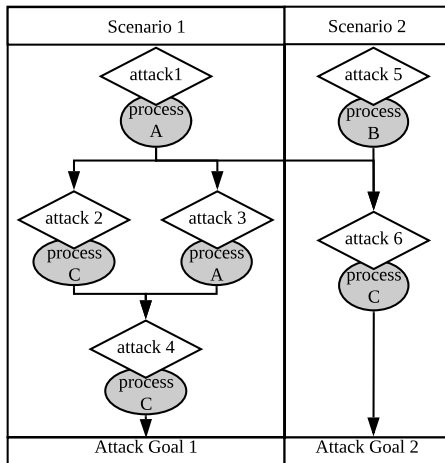 Scenario 1
Scenario 2
attack1
process
A
attack 5
process
B
attack 2
process
C
attack 3
process
A
attack 6
process
C
attack 4
process
C
Attack Goal 1
Attack Goal 2